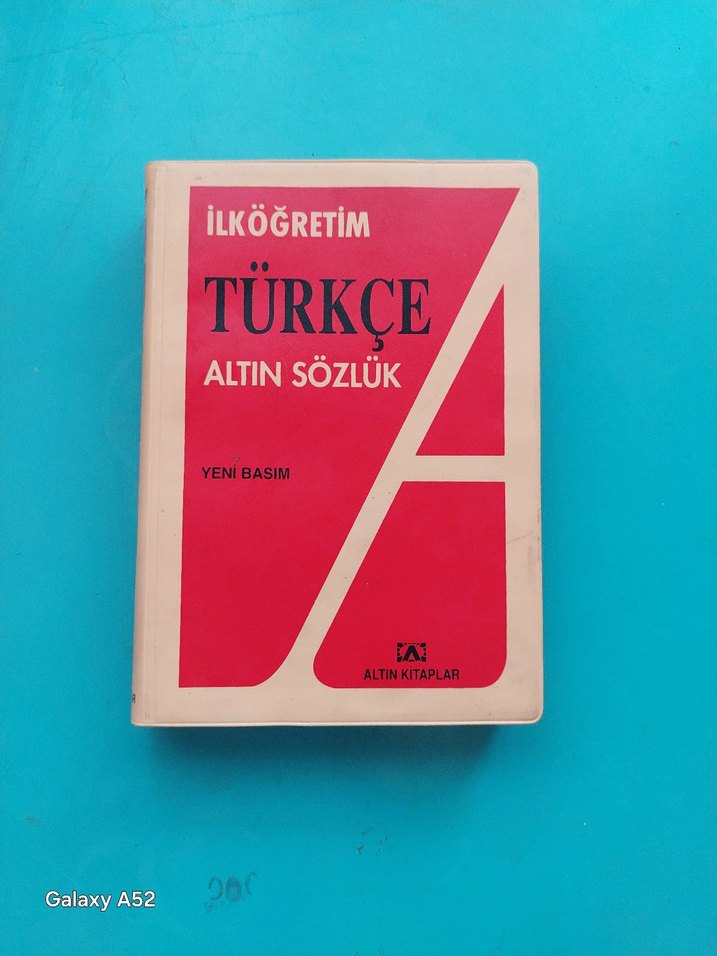 İLKÖĞRETİM
TÜRKÇE
ALTIN SÖZLÜK
YENİ BASIM
ALTIN KİTAPLAR
Galaxy A52